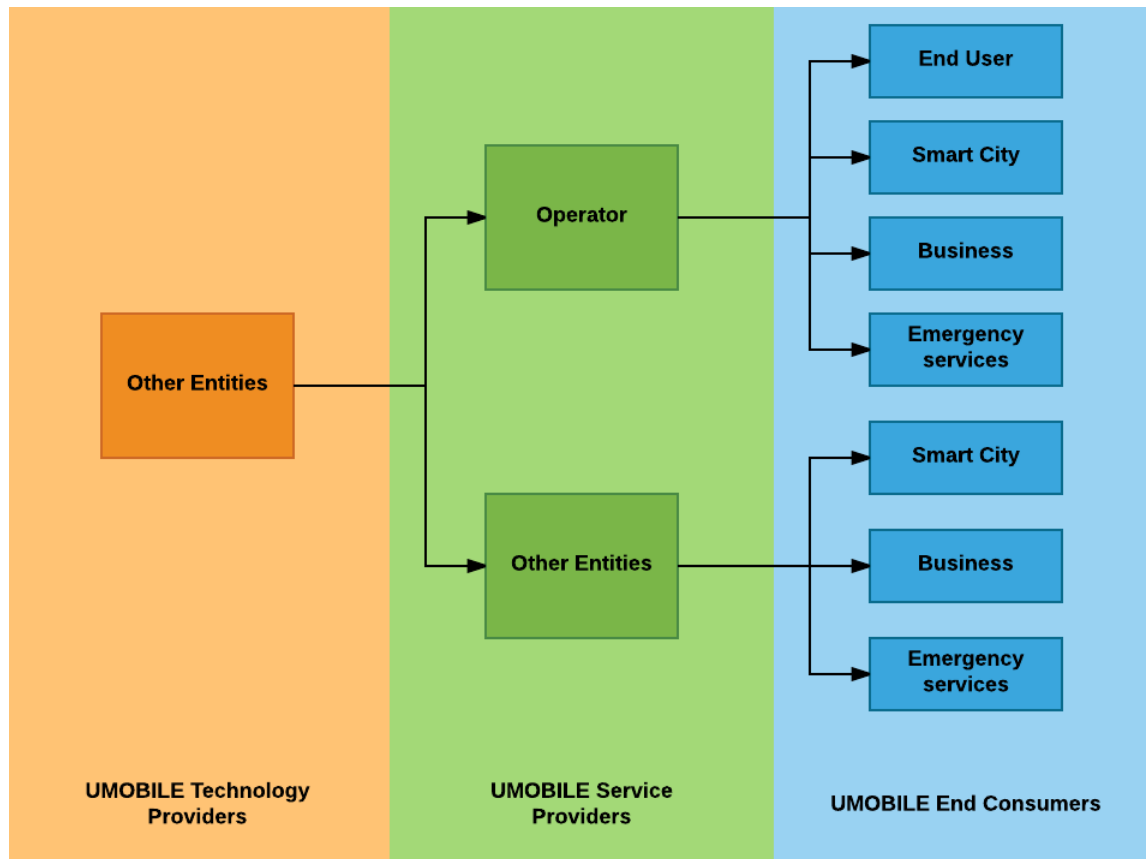 End User
Smart City
Operator
Business
Emergency
services
Other Entities
Smart City
Other Entities
Business
Emergency
services
UMOBILE Technology
Providers
UMOBILE Service
Providers
UMOBILE End Consumers